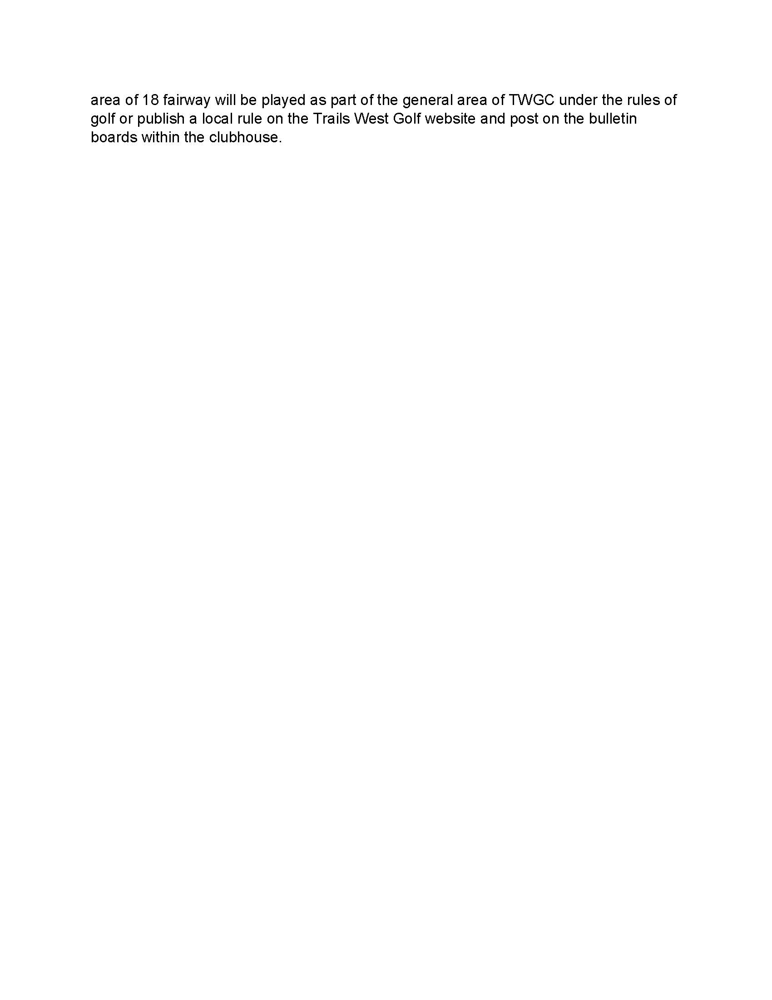 area of 18 fairway will be played as part of the general area of TWGC under the rules of
golf or publish a local rule on the Trails West Golf website and post on the bulletin
boards within the clubhouse.